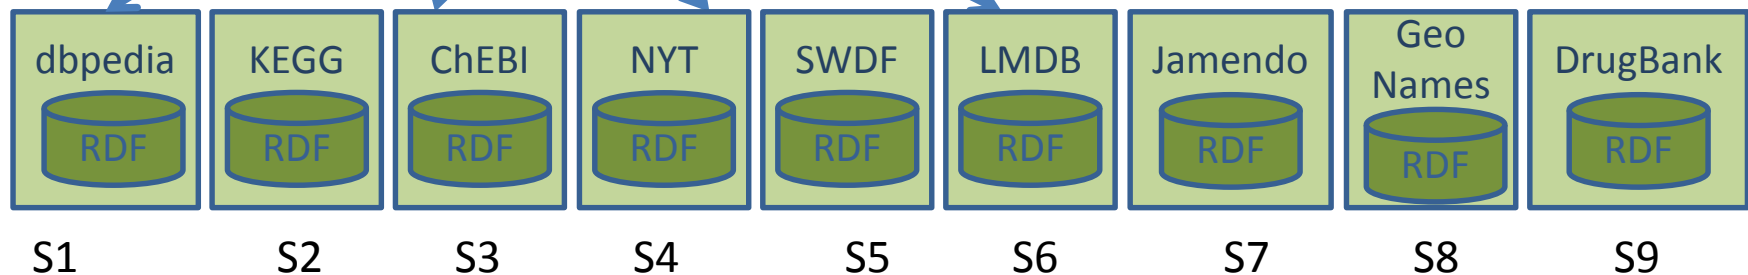 dbpedia
RDF
KEGG
RDF
ChEBI
RDF
NYT
RDF
SWDF
RDF
LMDB
RDF
Jamendo
RDF
Geo
Names
RDF
DrugBank
RDF
S1 S2 S3 S4 S5 S6 S7 S8 S9